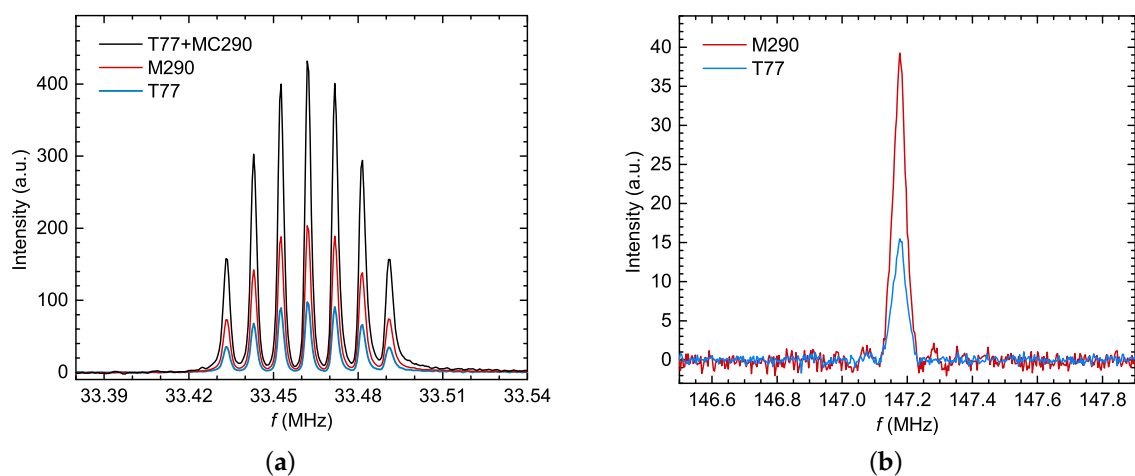 T77+MC290
M290
T77
400
300
200
100
0
Intensity (a.u.)
33.39 33.42 33.45 33.48 33.51 33.54
f (MHz)
(a)
M290
T77
40
35
30
25
20
15
10
5
0
Intensity (a.u.)
146.6 146.8 147.0 147.2 147.4 147.6 147.8
f (MHz)
(b)